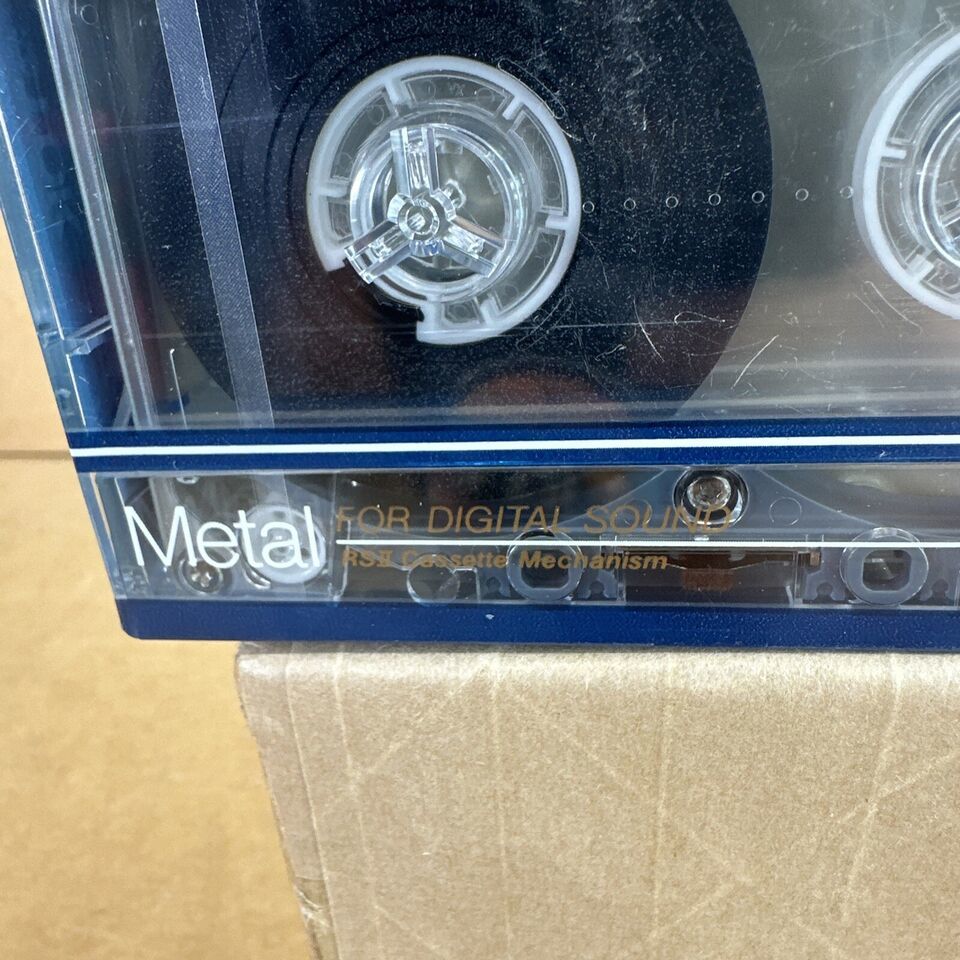 Metal FOR DIGITAL SOUND
RSⅡ Cassette Mechanism